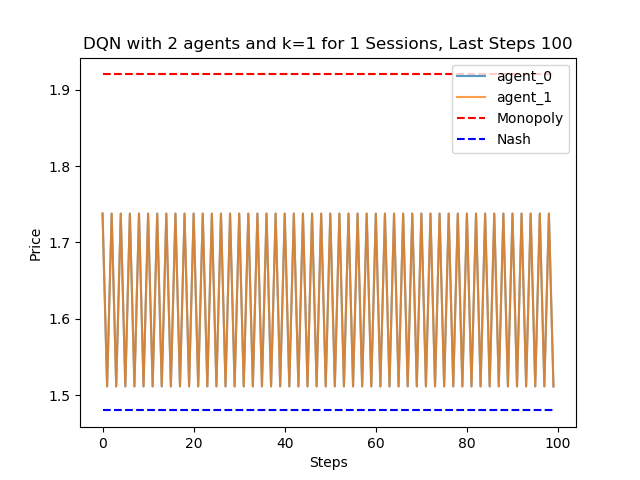 DQN with 2 agents and k=1 for 1 Sessions, Last Steps 100
agent_0
agent_1
Monopoly
Nash
1.9
1.8
1.7
1.6
1.5
Price
0 20 40 60 80 100
Steps